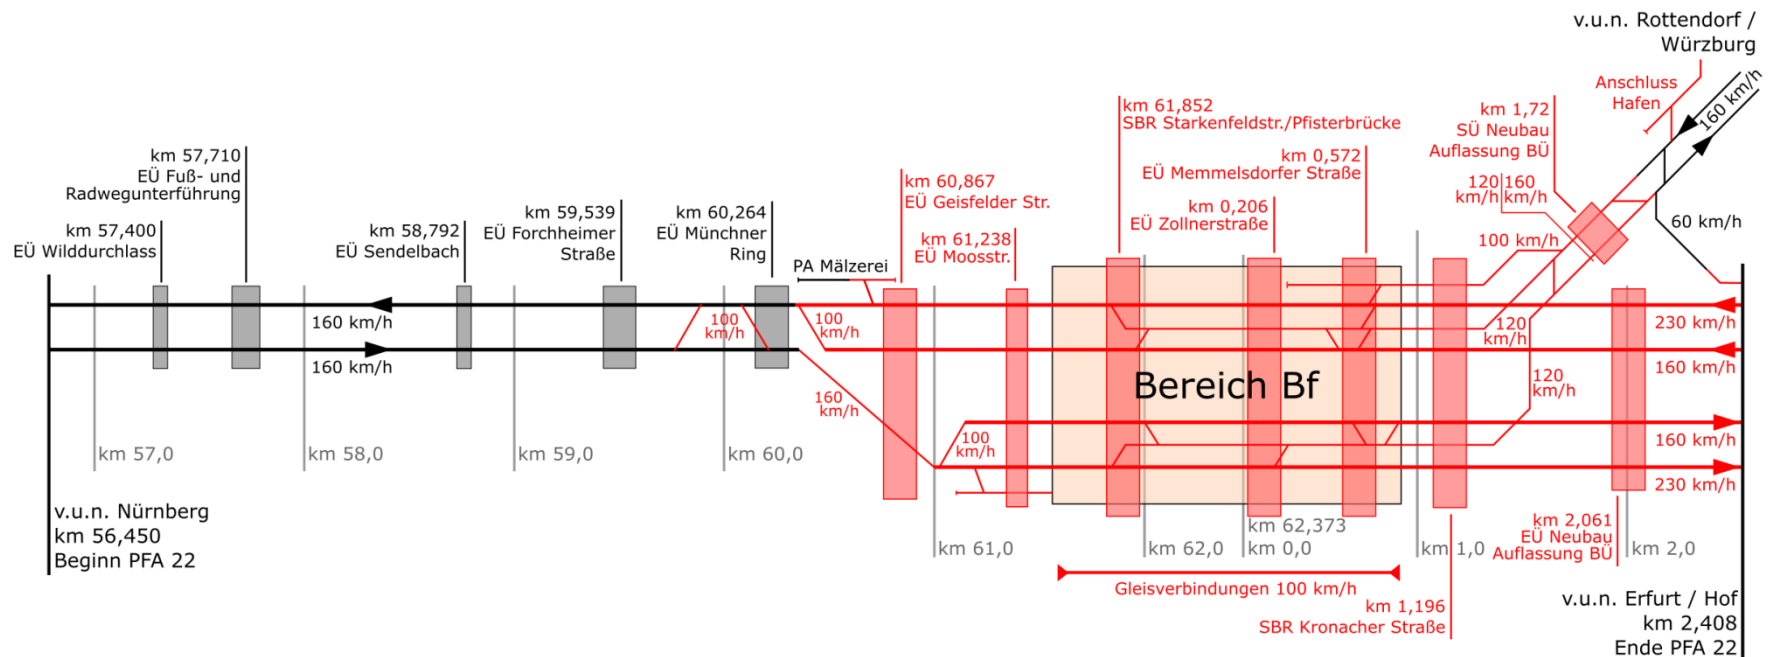 v.u.n. Rottendorf /
Würzburg
160 km/h
Anschluss
Hafen
km 1,72
SÜ Neubau
Auflassung BÜ
120
km/h
160
km/h
60 km/h
100 km/h
km 61,852
SBR Starkenfeldstr./Pfisterbrücke
km 0,572
EÜ Memmelsdorfer Straße
km 0,206
EÜ Zollnerstraße
km 60,867
EÜ Geisfelder Str.
km 61,238
EÜ Moosstr.
km 57,710
EÜ Fuß- und
Radwegunterführung
km 57,400
EÜ Wilddurchlass
km 58,792
EÜ Sendelbach
km 59,539
EÜ Forchheimer
Straße
km 60,264
EÜ Münchner
Ring
PA Mälzerei
160 km/h
160 km/h
100
km/h
100
km/h
160
km/h
100
km/h
120
km/h
120
km/h
230 km/h
160 km/h
160 km/h
230 km/h
Bereich Bf
km 57,0
km 58,0
km 59,0
km 60,0
km 61,0
km 62,0
km 62,373
km 0,0
km 1,0
km 2,0
v.u.n. Nürnberg
km 56,450
Beginn PFA 22
Gleisverbindungen 100 km/h
km 1,196
SBR Kronacher Straße
km 2,061
EÜ Neubau
Auflassung BÜ
v.u.n. Erfurt / Hof
km 2,408
Ende PFA 22